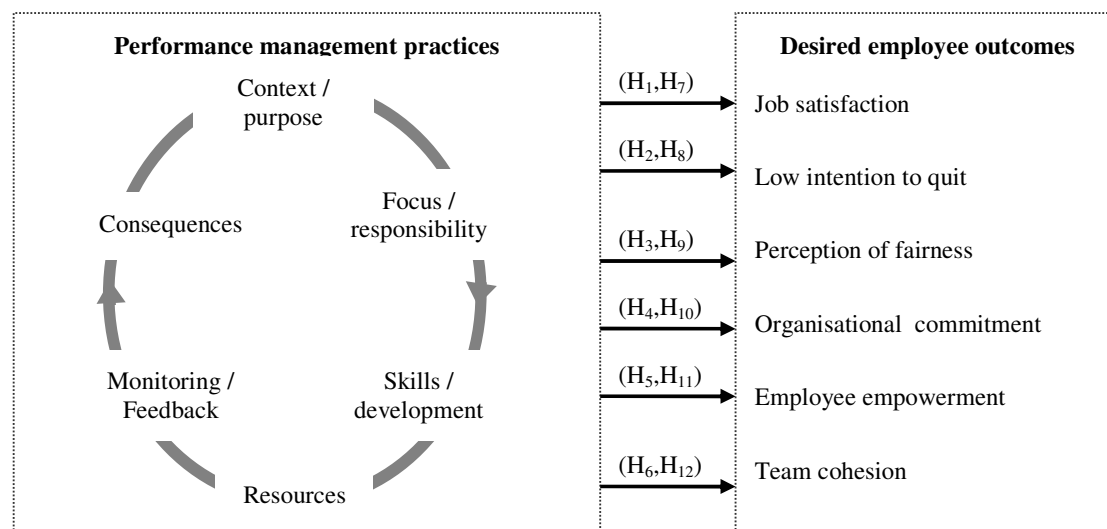 Performance management practices
Context /
purpose
Focus /
responsibility
Skills /
development
Resources
Monitoring /
Feedback
Consequences
(H₁,H₇)
(H₂,H₈)
(H₃,H₉)
(H₄,H₁₀)
(H₅,H₁₁)
(H₆,H₁₂)
Desired employee outcomes
Job satisfaction
Low intention to quit
Perception of fairness
Organisational commitment
Employee empowerment
Team cohesion